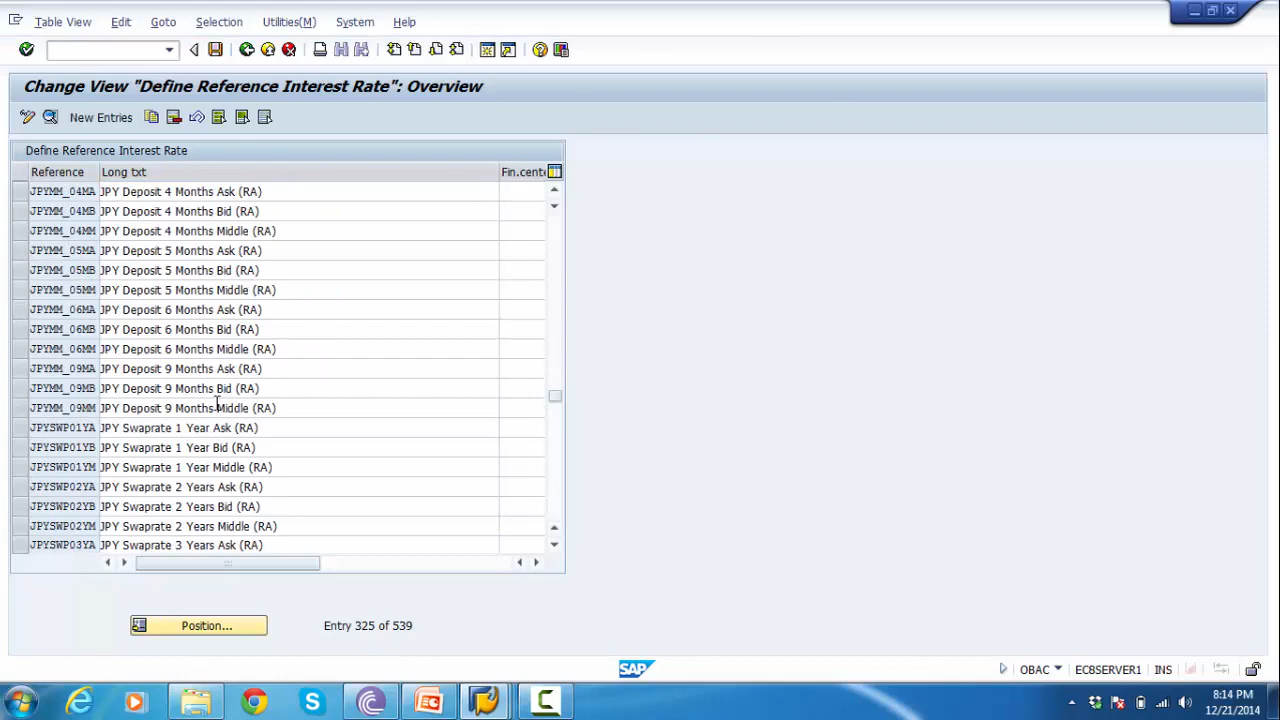 Table View Edit Goto Selection Utilities(M) System Help
Change View "Define Reference Interest Rate": Overview
New Entries
Define Reference Interest Rate
Reference Long txt Fin.cente
JPYMM_04MA JPY Deposit 4 Months Ask (RA)
JPYMM_04MB JPY Deposit 4 Months Bid (RA)
JPYMM_04MM JPY Deposit 4 Months Middle (RA)
JPYMM_05MA JPY Deposit 5 Months Ask (RA)
JPYMM_05MB JPY Deposit 5 Months Bid (RA)
JPYMM_05MM JPY Deposit 5 Months Middle (RA)
JPYMM_06MA JPY Deposit 6 Months Ask (RA)
JPYMM_06MB JPY Deposit 6 Months Bid (RA)
JPYMM_06MM JPY Deposit 6 Months Middle (RA)
JPYMM_09MA JPY Deposit 9 Months Ask (RA)
JPYMM_09MB JPY Deposit 9 Months Bid (RA)
JPYMM_09MM JPY Deposit 9 Months Middle (RA)
JPYSWP01YA JPY Swaprate 1 Year Ask (RA)
JPYSWP01YB JPY Swaprate 1 Year Bid (RA)
JPYSWP01YM JPY Swaprate 1 Year Middle (RA)
JPYSWP02YA JPY Swaprate 2 Years Ask (RA)
JPYSWP02YB JPY Swaprate 2 Years Bid (RA)
JPYSWP02YM JPY Swaprate 2 Years Middle (RA)
JPYSWP03YA JPY Swaprate 3 Years Ask (RA)
Position... Entry 325 of 539
SAP OBAC EC8SERVER1 INS
8:14 PM
12/21/2014